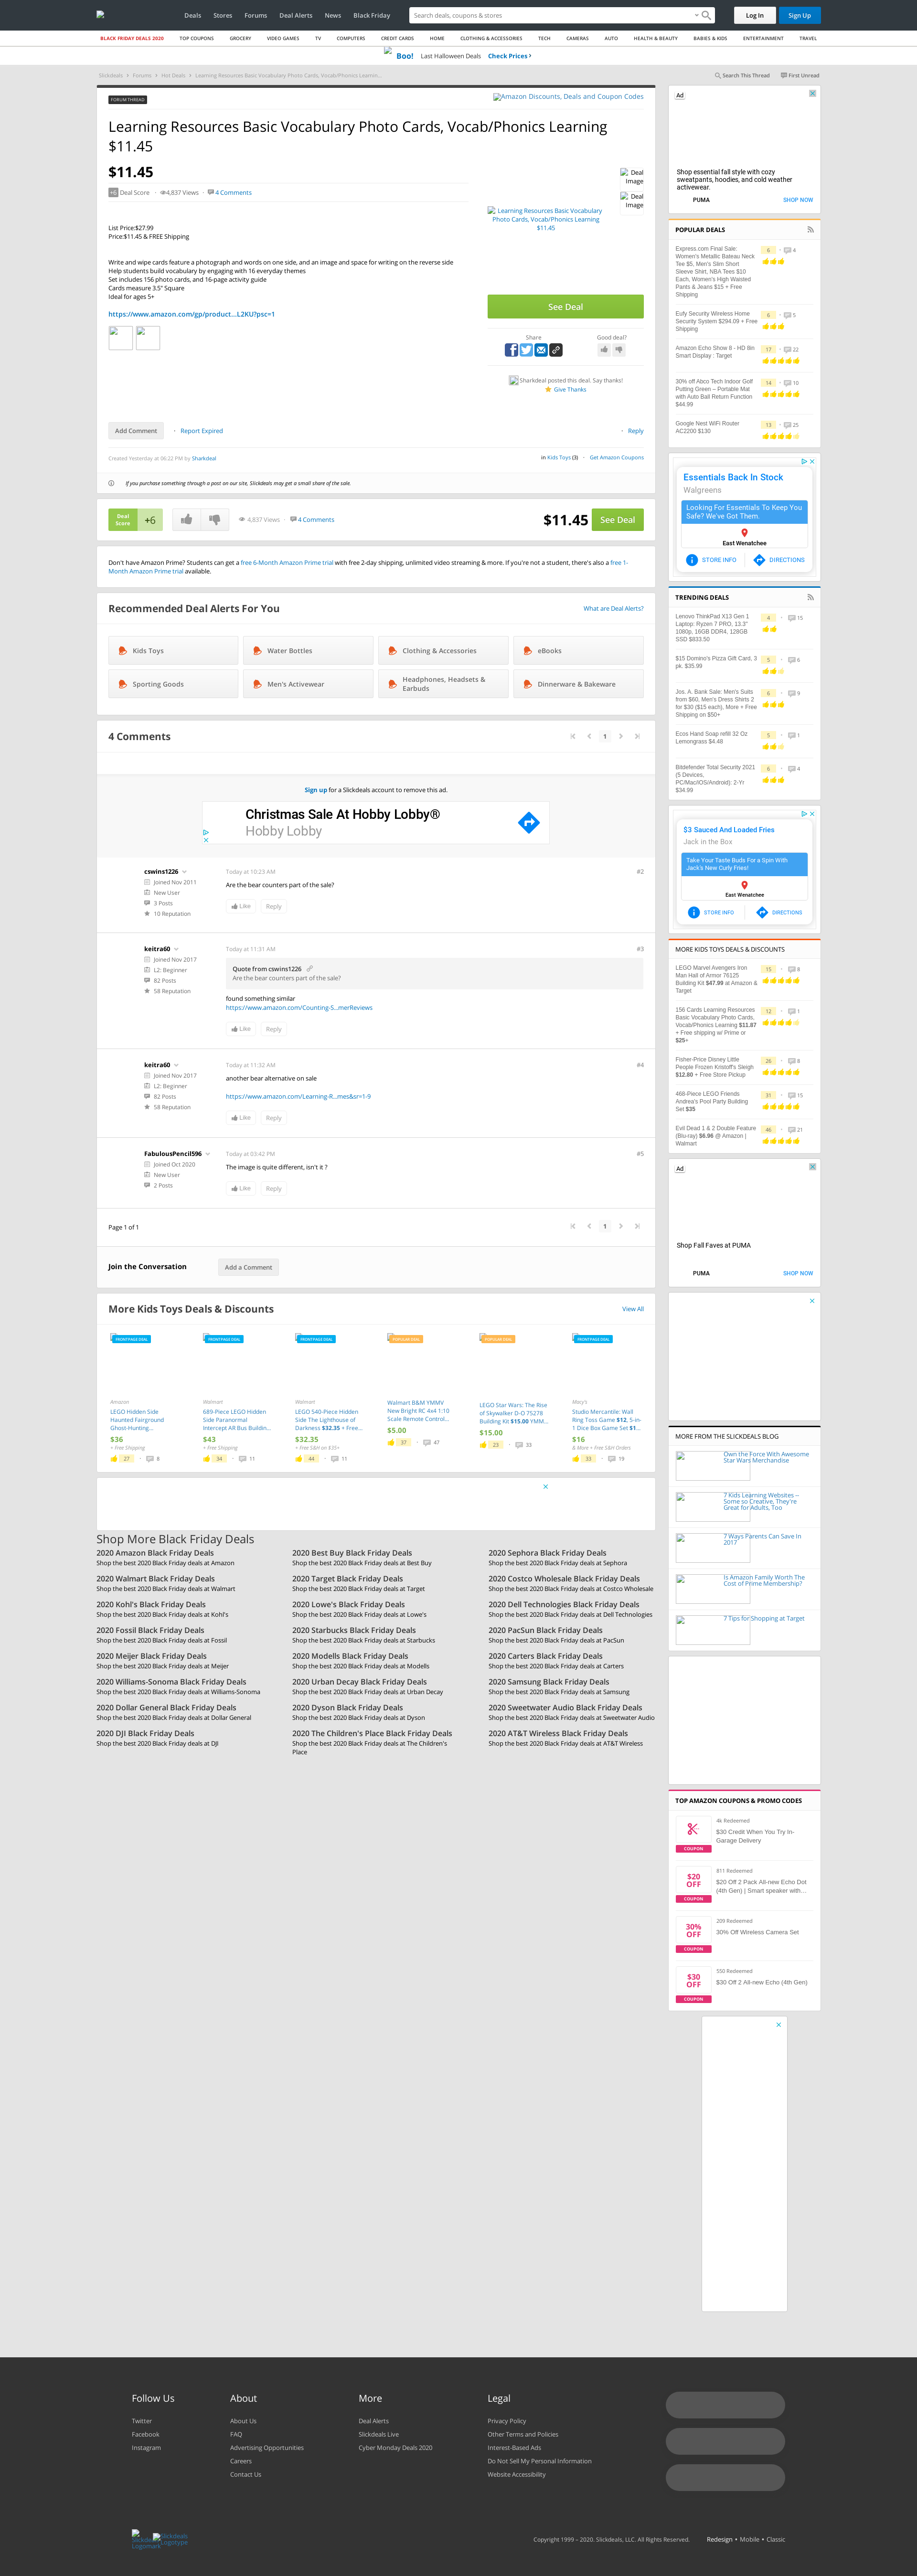 Deals Stores Forums Deal Alerts News Black Friday Search deals, coupons & stores Log In Sign Up
BLACK FRIDAY DEALS 2020 TOP COUPONS GROCERY VIDEO GAMES TV COMPUTERS CREDIT CARDS HOME CLOTHING & ACCESSORIES TECH CAMERAS AUTO HEALTH & BEAUTY BABIES & KIDS ENTERTAINMENT TRAVEL
Boo! Last Halloween Deals Check Prices ›
Slickdeals Forums Hot Deals Learning Resources Basic Vocabulary Photo Cards, Vocab/Phonics Learnin...
Search This Thread First Unread
FORUM THREAD
Amazon Discounts, Deals and Coupon Codes
Learning Resources Basic Vocabulary Photo Cards, Vocab/Phonics Learning
$11.45
$11.45
+6 Deal Score 4,837 Views 4 Comments
Deal Image
Deal Image
Learning Resources Basic Vocabulary Photo Cards, Vocab/Phonics Learning $11.45
List Price:$27.99
Price:$11.45 & FREE Shipping
Write and wipe cards feature a photograph and words on one side, and an image and space for writing on the reverse side
Help students build vocabulary by engaging with 16 everyday themes
Set includes 156 photo cards, and 16-page activity guide
Cards measure 3.5" Square
Ideal for ages 5+
https://www.amazon.com/gp/product...L2KU?psc=1
See Deal
Share Good deal?
Sharkdeal posted this deal. Say thanks!
Give Thanks
Add Comment Report Expired Reply
Created Yesterday at 06:22 PM by Sharkdeal
in Kids Toys (3) Get Amazon Coupons
If you purchase something through a post on our site, Slickdeals may get a small share of the sale.
Deal Score +6 4,837 Views 4 Comments $11.45 See Deal
Don't have Amazon Prime? Students can get a free 6-Month Amazon Prime trial with free 2-day shipping, unlimited video streaming & more. If you're not a student, there's also a free 1-
Month Amazon Prime trial available.
Recommended Deal Alerts For You What are Deal Alerts?
Kids Toys Water Bottles Clothing & Accessories eBooks
Sporting Goods Men's Activewear Headphones, Headsets & Earbuds Dinnerware & Bakeware
4 Comments 1
Sign up for a Slickdeals account to remove this ad.
Christmas Sale At Hobby Lobby®
Hobby Lobby
cswins1226 Today at 10:23 AM #2
Joined Nov 2011
New User
3 Posts
10 Reputation
Are the bear counters part of the sale?
Like Reply
keitra60 Today at 11:31 AM #3
Joined Nov 2017
L2: Beginner
82 Posts
58 Reputation
Quote from cswins1226
Are the bear counters part of the sale?
found something similar
https://www.amazon.com/Counting-S...merReviews
Like Reply
keitra60 Today at 11:32 AM #4
Joined Nov 2017
L2: Beginner
82 Posts
58 Reputation
another bear alternative on sale
https://www.amazon.com/Learning-R...mes&sr=1-9
Like Reply
FabulousPencil596 Today at 03:42 PM #5
Joined Oct 2020
New User
2 Posts
The image is quite different, isn't it ?
Like Reply
Page 1 of 1 1
Join the Conversation Add a Comment
More Kids Toys Deals & Discounts View All
FRONTPAGE DEAL
Amazon
LEGO Hidden Side Haunted Fairground Ghost-Hunting...
$36
+ Free Shipping
27 8
FRONTPAGE DEAL
Walmart
689-Piece LEGO Hidden Side Paranormal Intercept AR Bus Buildin...
$43
+ Free Shipping
34 11
FRONTPAGE DEAL
Walmart
LEGO 540-Piece Hidden Side The Lighthouse of Darkness $32.35 + Free...
$32.35
+ Free S&H on $35+
44 11
POPULAR DEAL
Walmart B&M YMMV New Bright RC 4x4 1:10 Scale Remote Control...
$5.00
37 47
POPULAR DEAL
LEGO Star Wars: The Rise of Skywalker D-O 75278 Building Kit $15.00 YMM...
$15.00
23 33
FRONTPAGE DEAL
Macy's
Studio Mercantile: Wall Ring Toss Game $12, 5-in-1 Dice Box Game Set $1...
$16
& More + Free S&H Orders
33 19
Shop More Black Friday Deals
2020 Amazon Black Friday Deals 2020 Best Buy Black Friday Deals 2020 Sephora Black Friday Deals
Shop the best 2020 Black Friday deals at Amazon Shop the best 2020 Black Friday deals at Best Buy Shop the best 2020 Black Friday deals at Sephora
2020 Walmart Black Friday Deals 2020 Target Black Friday Deals 2020 Costco Wholesale Black Friday Deals
Shop the best 2020 Black Friday deals at Walmart Shop the best 2020 Black Friday deals at Target Shop the best 2020 Black Friday deals at Costco Wholesale
2020 Kohl's Black Friday Deals 2020 Lowe's Black Friday Deals 2020 Dell Technologies Black Friday Deals
Shop the best 2020 Black Friday deals at Kohl's Shop the best 2020 Black Friday deals at Lowe's Shop the best 2020 Black Friday deals at Dell Technologies
2020 Fossil Black Friday Deals 2020 Starbucks Black Friday Deals 2020 PacSun Black Friday Deals
Shop the best 2020 Black Friday deals at Fossil Shop the best 2020 Black Friday deals at Starbucks Shop the best 2020 Black Friday deals at PacSun
2020 Meijer Black Friday Deals 2020 Modells Black Friday Deals 2020 Carters Black Friday Deals
Shop the best 2020 Black Friday deals at Meijer Shop the best 2020 Black Friday deals at Modells Shop the best 2020 Black Friday deals at Carters
2020 Williams-Sonoma Black Friday Deals 2020 Urban Decay Black Friday Deals 2020 Samsung Black Friday Deals
Shop the best 2020 Black Friday deals at Williams-Sonoma Shop the best 2020 Black Friday deals at Urban Decay Shop the best 2020 Black Friday deals at Samsung
2020 Dollar General Black Friday Deals 2020 Dyson Black Friday Deals 2020 Sweetwater Audio Black Friday Deals
Shop the best 2020 Black Friday deals at Dollar General Shop the best 2020 Black Friday deals at Dyson Shop the best 2020 Black Friday deals at Sweetwater Audio
2020 DJI Black Friday Deals 2020 The Children's Place Black Friday Deals 2020 AT&T Wireless Black Friday Deals
Shop the best 2020 Black Friday deals at DJI Shop the best 2020 Black Friday deals at The Children's Place Shop the best 2020 Black Friday deals at AT&T Wireless
Ad
Shop essential fall style with cozy
sweatpants, hoodies, and cold weather
activewear.
PUMA SHOP NOW
POPULAR DEALS
Express.com Final Sale: Women's Metallic Bateau Neck Tee $5, Men's Slim Short Sleeve Shirt, NBA Tees $10 Each, Women's High Waisted Pants & Jeans $15 + Free Shipping 6 4
Eufy Security Wireless Home Security System $294.09 + Free Shipping 6 5
Amazon Echo Show 8 - HD 8in Smart Display : Target 17 22
30% off Abco Tech Indoor Golf Putting Green – Portable Mat with Auto Ball Return Function $44.99 14 10
Google Nest WiFi Router AC2200 $130 13 25
Essentials Back In Stock
Walgreens
Looking For Essentials To Keep You
Safe? We've Got Them.
East Wenatchee
STORE INFO DIRECTIONS
TRENDING DEALS
Lenovo ThinkPad X13 Gen 1 Laptop: Ryzen 7 PRO, 13.3" 1080p, 16GB DDR4, 128GB SSD $633.50 4 15
$15 Domino's Pizza Gift Card, 3 pk. $35.99 5 6
Jos. A. Bank Sale: Men's Suits from $60, Men's Dress Shirts 2 for $30 ($15 each), More + Free Shipping on $50+ 6 9
Ecos Hand Soap refill 32 Oz Lemongrass $4.48 5 1
Bitdefender Total Security 2021 (5 Devices, PC/Mac/iOS/Android): 2-Yr $34.99 6 4
$3 Sauced And Loaded Fries
Jack in the Box
Take Your Taste Buds For a Spin With
Jack's New Curly Fries!
East Wenatchee
STORE INFO DIRECTIONS
MORE KIDS TOYS DEALS & DISCOUNTS
LEGO Marvel Avengers Iron Man Hall of Armor 76125 Building Kit $47.99 at Amazon & Target 15 8
156 Cards Learning Resources Basic Vocabulary Photo Cards, Vocab/Phonics Learning $11.87 + Free shipping w/ Prime or $25+ 12 1
Fisher-Price Disney Little People Frozen Kristoff's Sleigh $12.80 + Free Store Pickup 26 8
468-Piece LEGO Friends Andrea's Pool Party Building Set $35 31 15
Evil Dead 1 & 2 Double Feature (Blu-ray) $6.96 @ Amazon | Walmart 46 21
Ad
Shop Fall Faves at PUMA
PUMA SHOP NOW
MORE FROM THE SLICKDEALS BLOG
Own the Force With Awesome Star Wars Merchandise
7 Kids Learning Websites – Some so Creative, They're Great for Adults, Too
7 Ways Parents Can Save In 2017
Is Amazon Family Worth The Cost of Prime Membership?
7 Tips for Shopping at Target
TOP AMAZON COUPONS & PROMO CODES
COUPON 4k Redeemed
$30 Credit When You Try In-Garage Delivery
$20 OFF COUPON 811 Redeemed
$20 Off 2 Pack All-new Echo Dot (4th Gen) | Smart speaker with...
30% OFF COUPON 209 Redeemed
30% Off Wireless Camera Set
$30 OFF COUPON 550 Redeemed
$30 Off 2 All-new Echo (4th Gen)
Follow Us About More Legal
Twitter About Us Deal Alerts Privacy Policy
Facebook FAQ Slickdeals Live Other Terms and Policies
Instagram Advertising Opportunities Cyber Monday Deals 2020 Interest-Based Ads
Careers Do Not Sell My Personal Information
Contact Us Website Accessibility
Slickdeals Logomark Slickdeals Logotype
Copyright 1999 – 2020. Slickdeals, LLC. All Rights Reserved. Redesign • Mobile • Classic